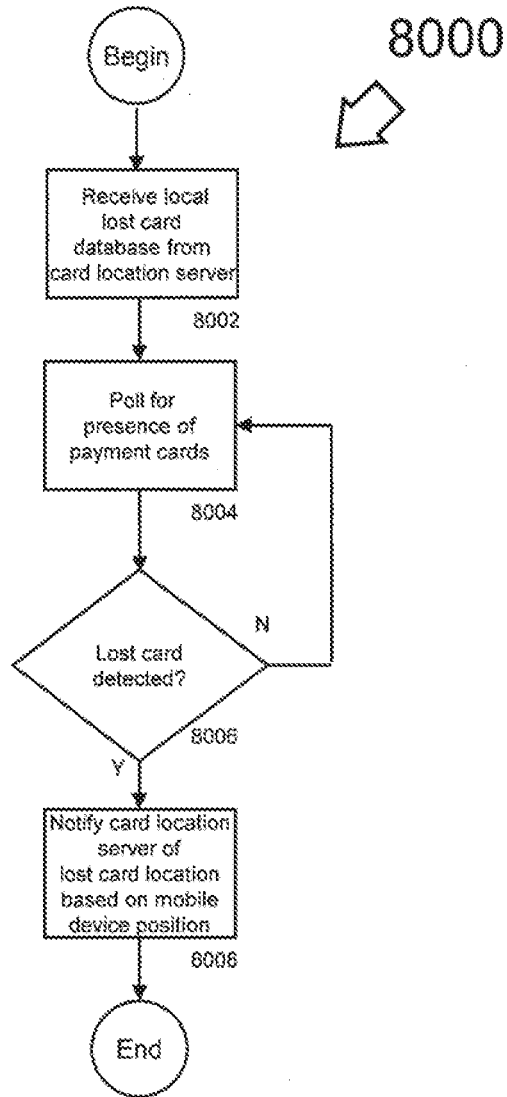 8000
Begin
Receive local
lost card
database from
card location server
8002
Poll for
presence of
payment cards
8004
N
Lost card
detected?
8006
Y
Notify card location
server of
lost card location
based on mobile
device position
8008
End